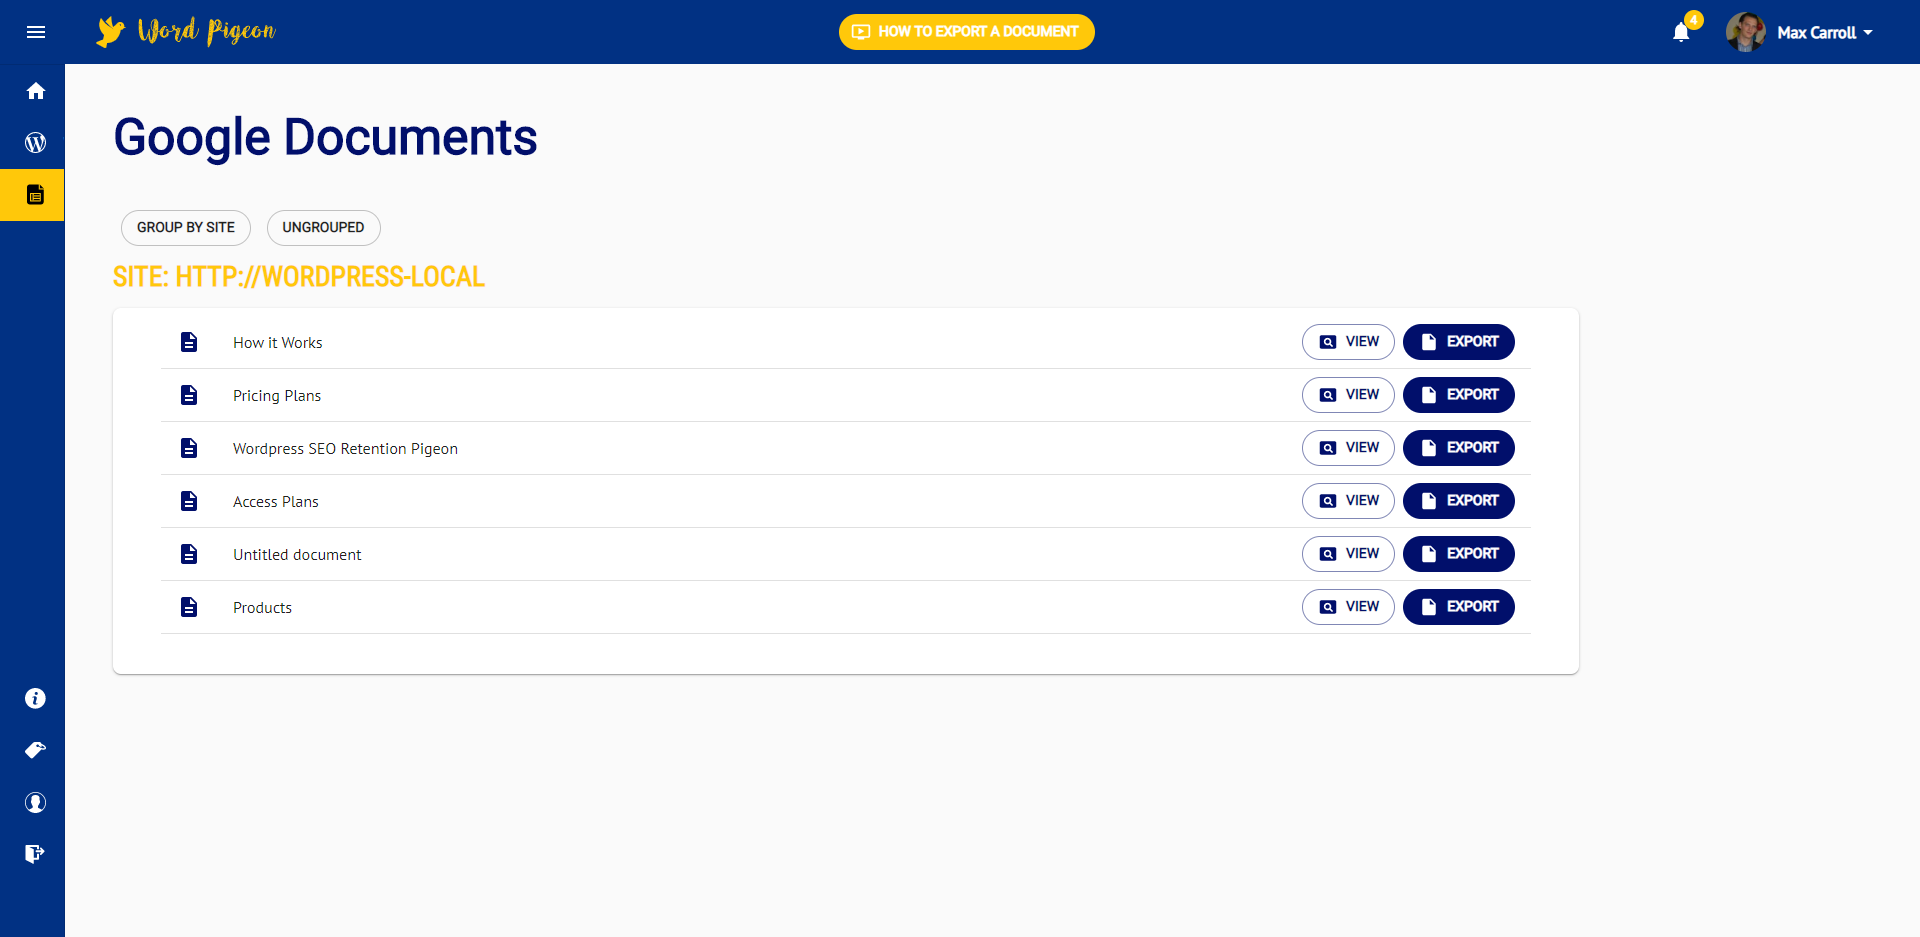 Word Pigeon
HOW TO EXPORT A DOCUMENT
4
Max Carroll
Google Documents
GROUP BY SITE
UNGROUPED
SITE: HTTP://WORDPRESS-LOCAL
How it Works VIEW EXPORT
Pricing Plans VIEW EXPORT
Wordpress SEO Retention Pigeon VIEW EXPORT
Access Plans VIEW EXPORT
Untitled document VIEW EXPORT
Products VIEW EXPORT